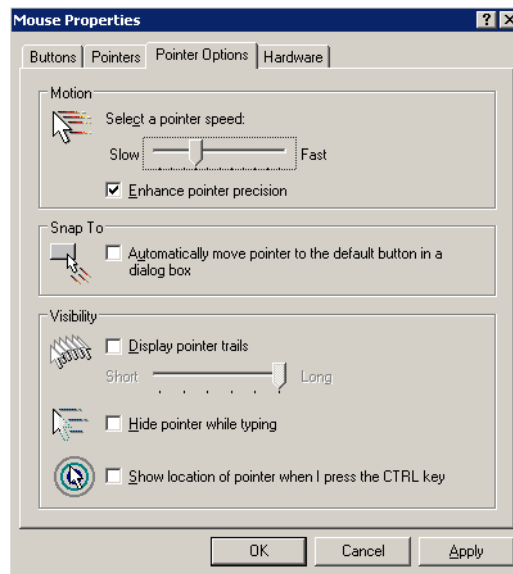 Mouse Properties
Buttons Pointers Pointer Options Hardware
Motion
Select a pointer speed:
Slow Fast
Enhance pointer precision
Snap To
Automatically move pointer to the default button in a
dialog box
Visibility
Display pointer trails
Short Long
Hide pointer while typing
Show location of pointer when I press the CTRL key
OK Cancel Apply